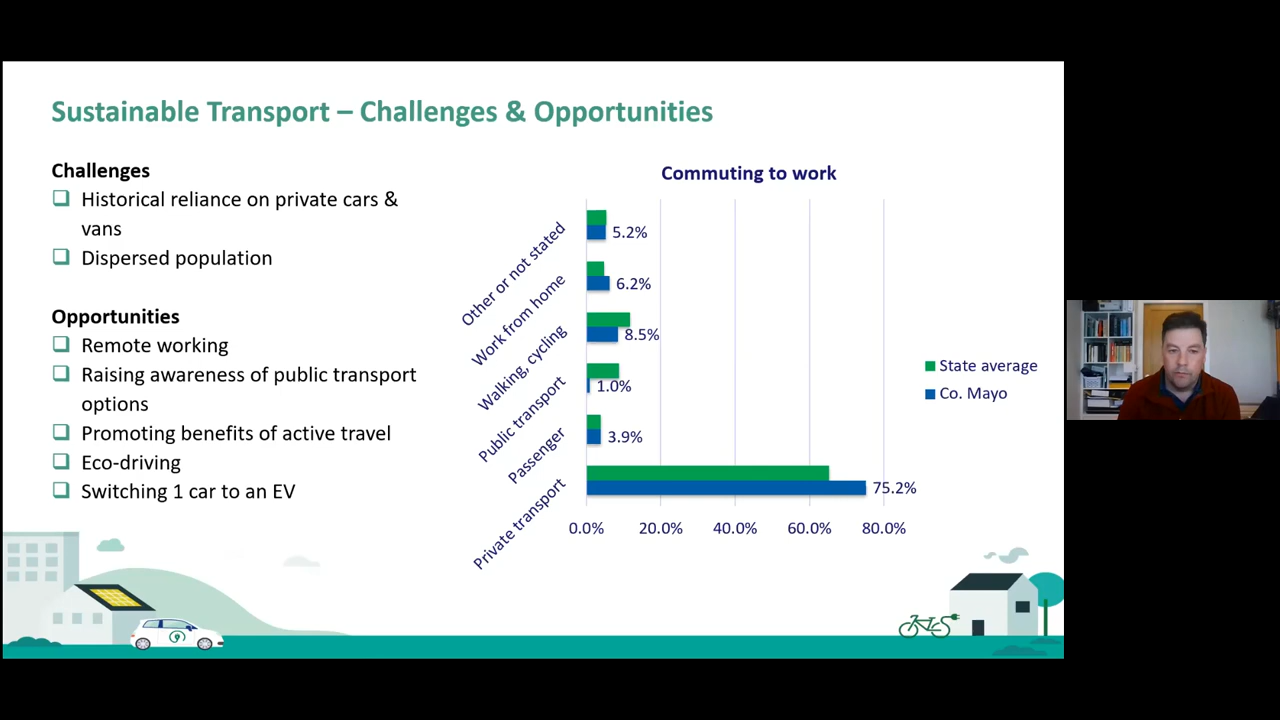 Sustainable Transport – Challenges & Opportunities
Challenges
Historical reliance on private cars &
vans
Dispersed population
Opportunities
Remote working
Raising awareness of public transport
options
Promoting benefits of active travel
Eco-driving
Switching 1 car to an EV
Commuting to work
Other or not stated
5.2%
Work from home
6.2%
Walking, cycling
8.5%
Public transport
1.0%
Passenger
3.9%
Private transport
75.2%
0.0% 20.0% 40.0% 60.0% 80.0%
State average
Co. Mayo